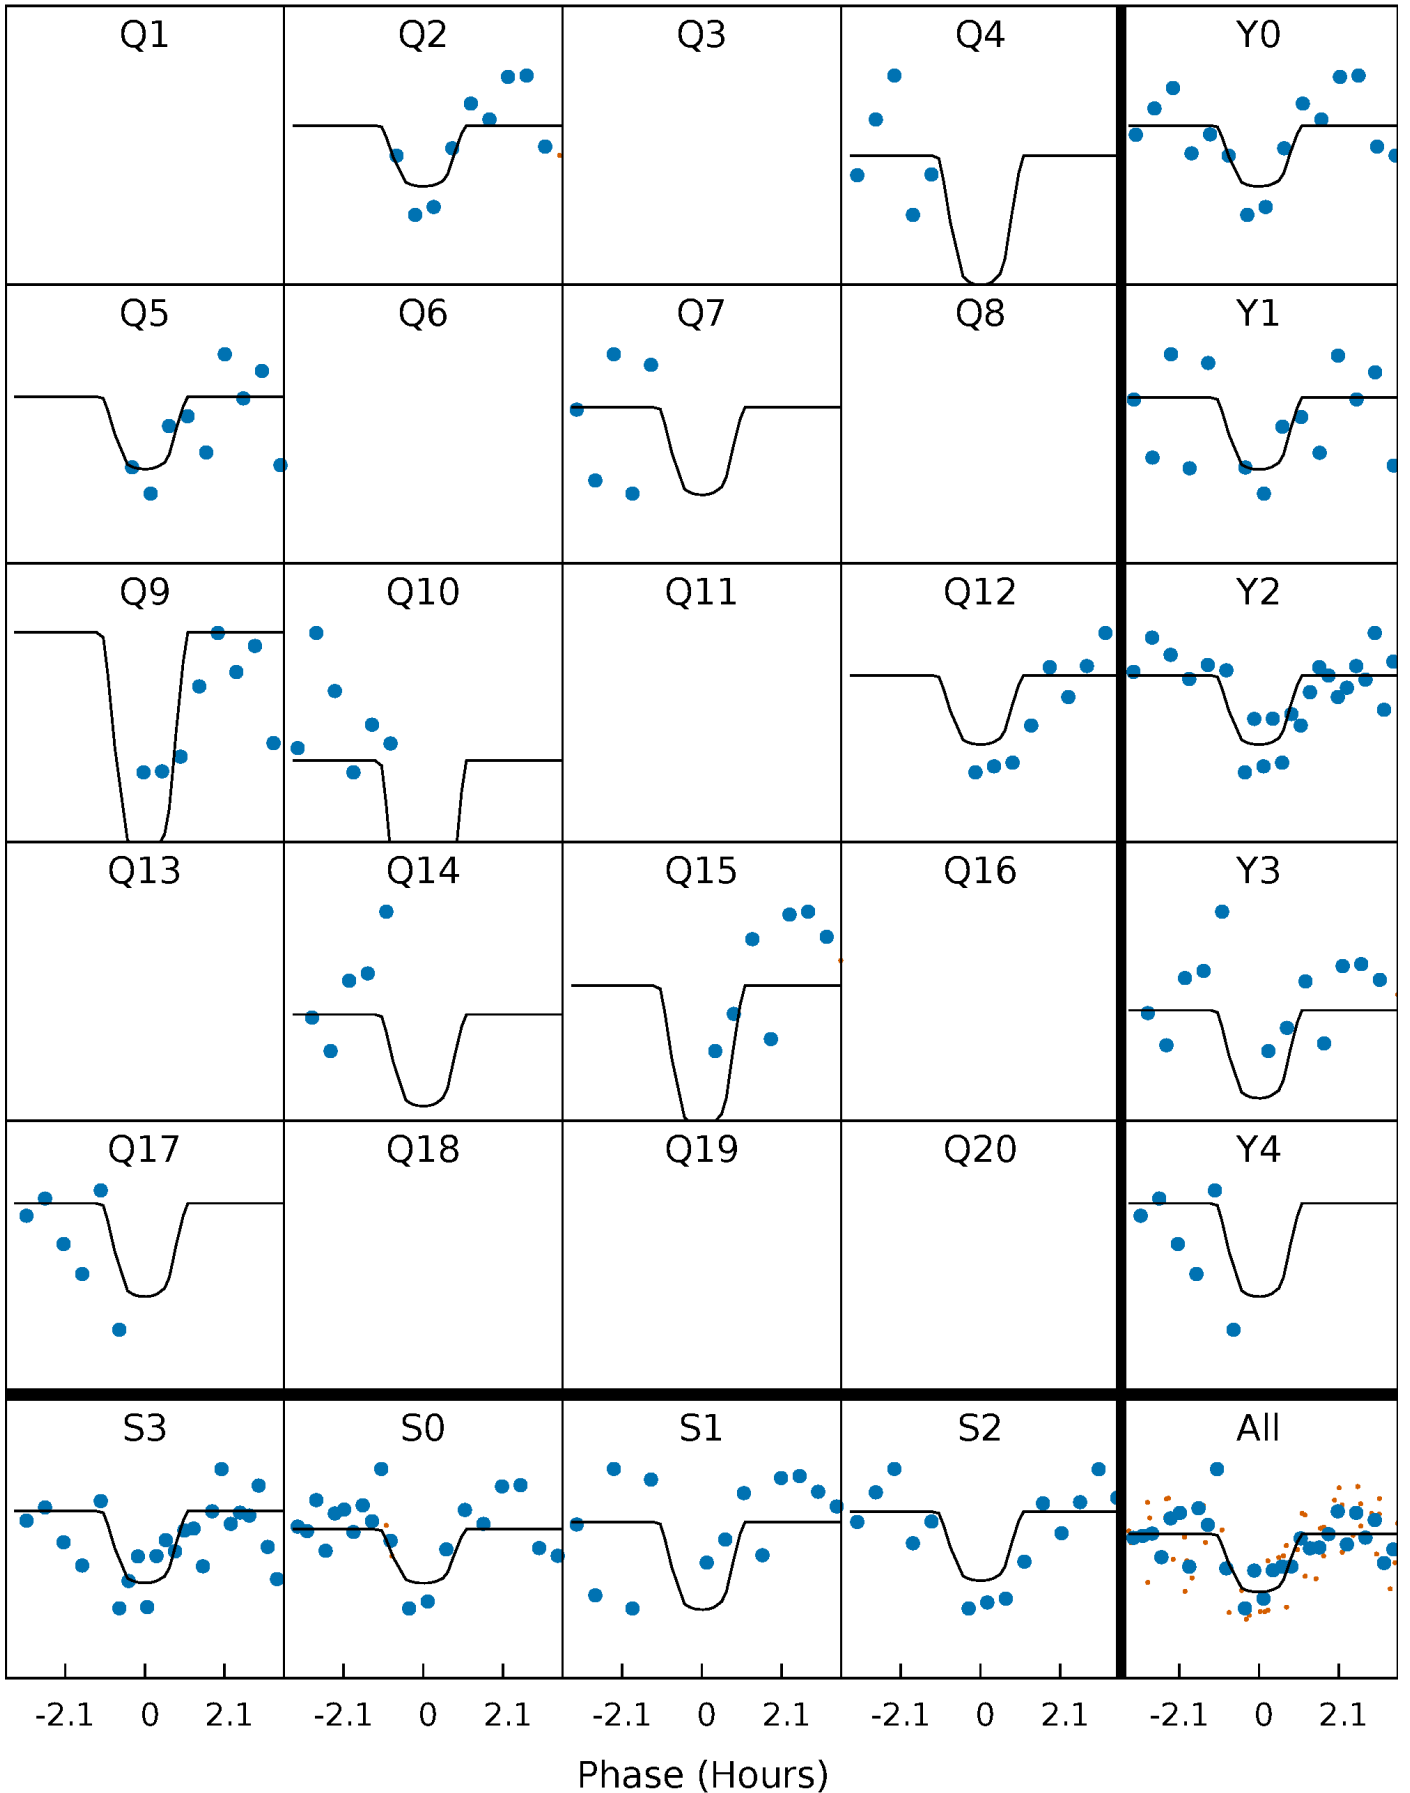 Q1 Q2 Q3 Q4 Y0
Q5 Q6 Q7 Q8 Y1
Q9 Q10 Q11 Q12 Y2
Q13 Q14 Q15 Q16 Y3
Q17 Q18 Q19 Q20 Y4
S3 S0 S1 S2 All
-2.1 0 2.1 -2.1 0 2.1 -2.1 0 2.1 -2.1 0 2.1 -2.1 0 2.1
Phase (Hours)